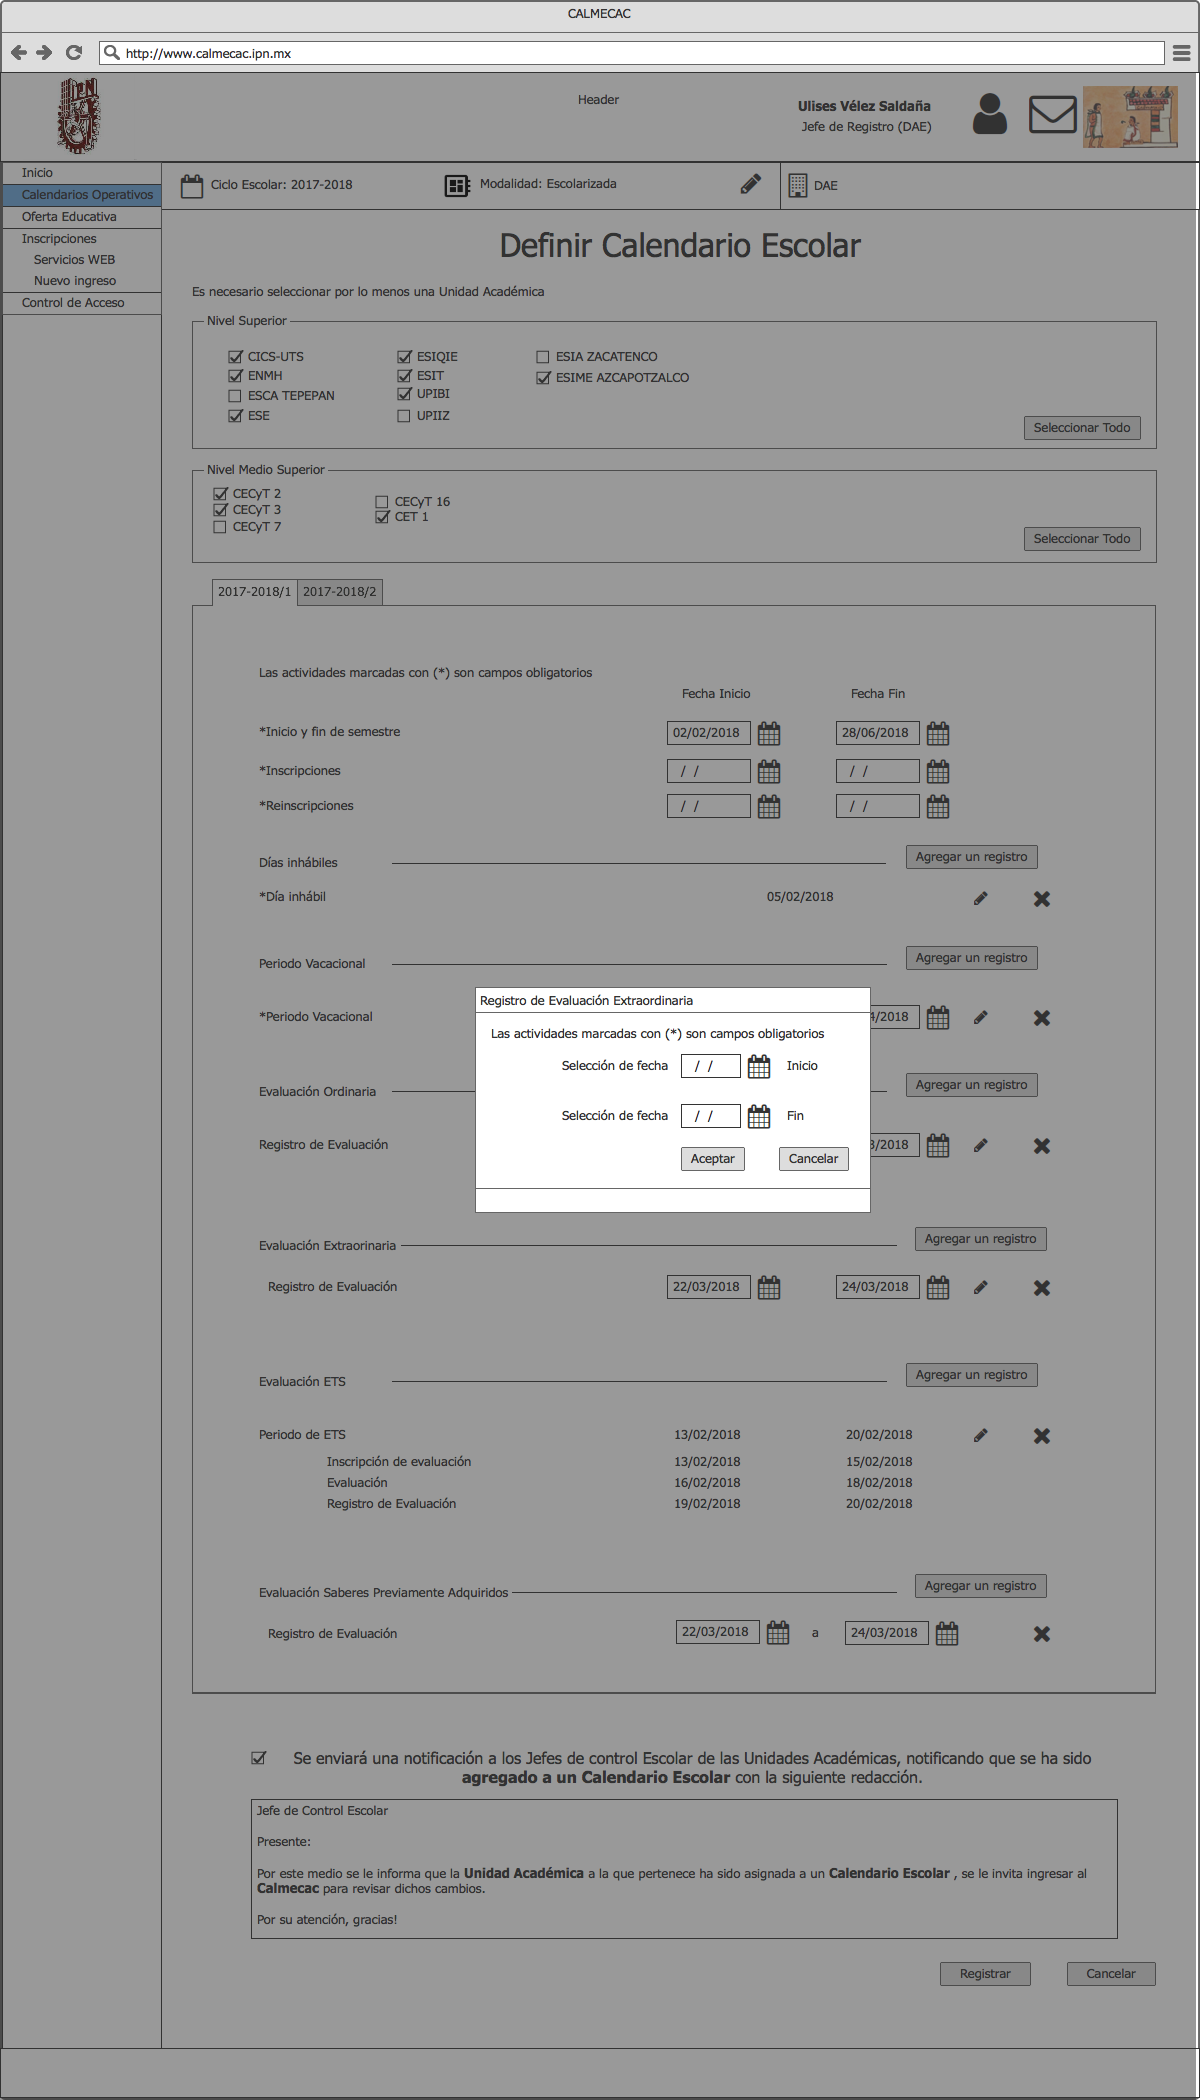 CALMECAC
http://www.calmecac.ipn.mx
IPN
Header
Ulises Vélez Saldaña
Jefe de Registro (DAE)
Inicio
Calendarios Operativos
Oferta Educativa
Inscripciones
Servicios WEB
Nuevo ingreso
Control de Acceso
Ciclo Escolar: 2017-2018
Modalidad: Escolarizada
DAE
Definir Calendario Escolar
Es necesario seleccionar por lo menos una Unidad Académica
Nivel Superior
CICS-UTS ESIQIE ESIA ZACATENCO
ENMH ESIT ESIME AZCAPOTZALCO
ESCA TEPEPAN UPIBI
ESE UPIIZ
Seleccionar Todo
Nivel Medio Superior
CECyT 2
CECyT 3
CECyT 7
CECyT 16
CET 1
Seleccionar Todo
2017-2018/1 2017-2018/2
Las actividades marcadas con (*) son campos obligatorios
Fecha Inicio Fecha Fin
*Inicio y fin de semestre 02/02/2018 28/06/2018
*Inscripciones / / / /
*Reinscripciones / / / /
Días inhábiles Agregar un registro
*Día inhábil 05/02/2018
Periodo Vacacional Agregar un registro
*Periodo Vacacional 4/2018
Evaluación Ordinaria Agregar un registro
Registro de Evaluación 3/2018
Registro de Evaluación Extraordinaria
Las actividades marcadas con (*) son campos obligatorios
Selección de fecha / / Inicio
Selección de fecha / / Fin
Aceptar Cancelar
Evaluación Extraorinaria Agregar un registro
Registro de Evaluación 22/03/2018 24/03/2018
Evaluación ETS Agregar un registro
Periodo de ETS 13/02/2018 20/02/2018
Inscripción de evaluación 13/02/2018 15/02/2018
Evaluación 16/02/2018 18/02/2018
Registro de Evaluación 19/02/2018 20/02/2018
Evaluación Saberes Previamente Adquiridos Agregar un registro
Registro de Evaluación 22/03/2018 a 24/03/2018
Se enviará una notificación a los Jefes de control Escolar de las Unidades Académicas, notificando que se ha sido
agregado a un Calendario Escolar con la siguiente redacción.
Jefe de Control Escolar
Presente:
Por este medio se le informa que la Unidad Académica a la que pertenece ha sido asignada a un Calendario Escolar , se le invita ingresar al
Calmecac para revisar dichos cambios.
Por su atención, gracias!
Registrar Cancelar